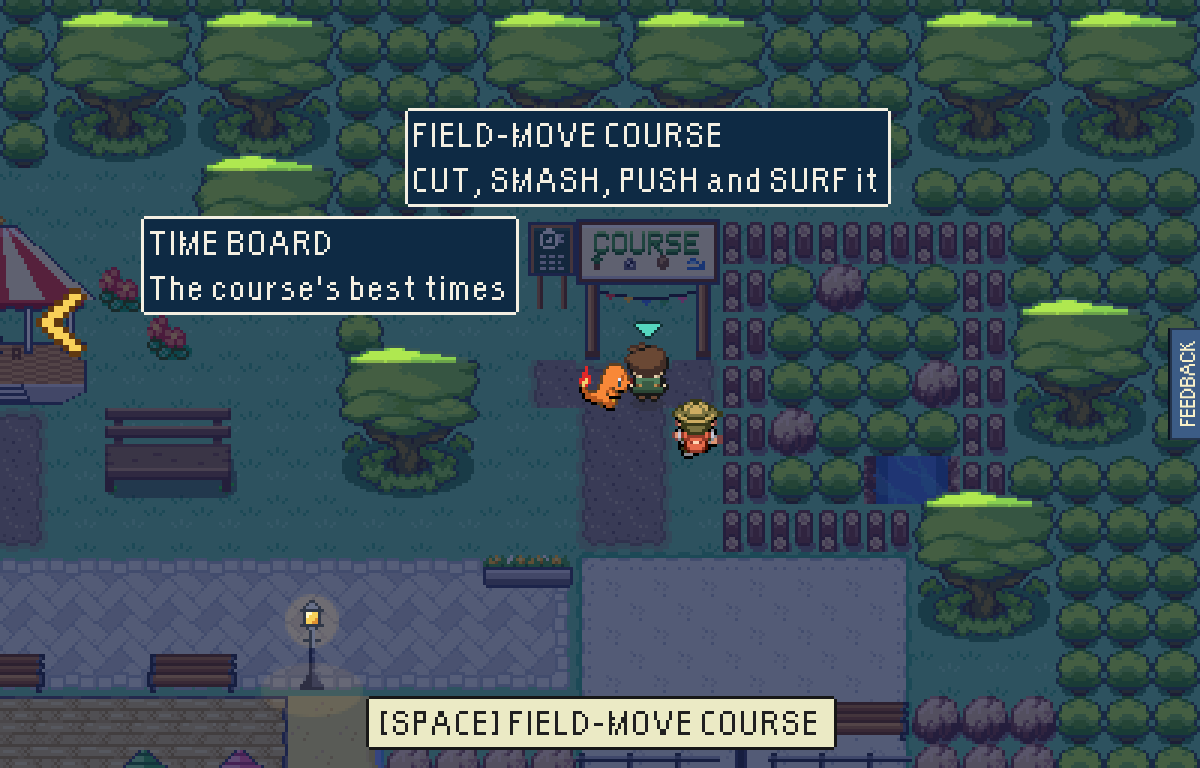 FIELD-MOVE COURSE
CUT, SMASH, PUSH and SURF it
TIME BOARD
The course's best times
COURSE
FEEDBACK
[SPACE] FIELD-MOVE COURSE